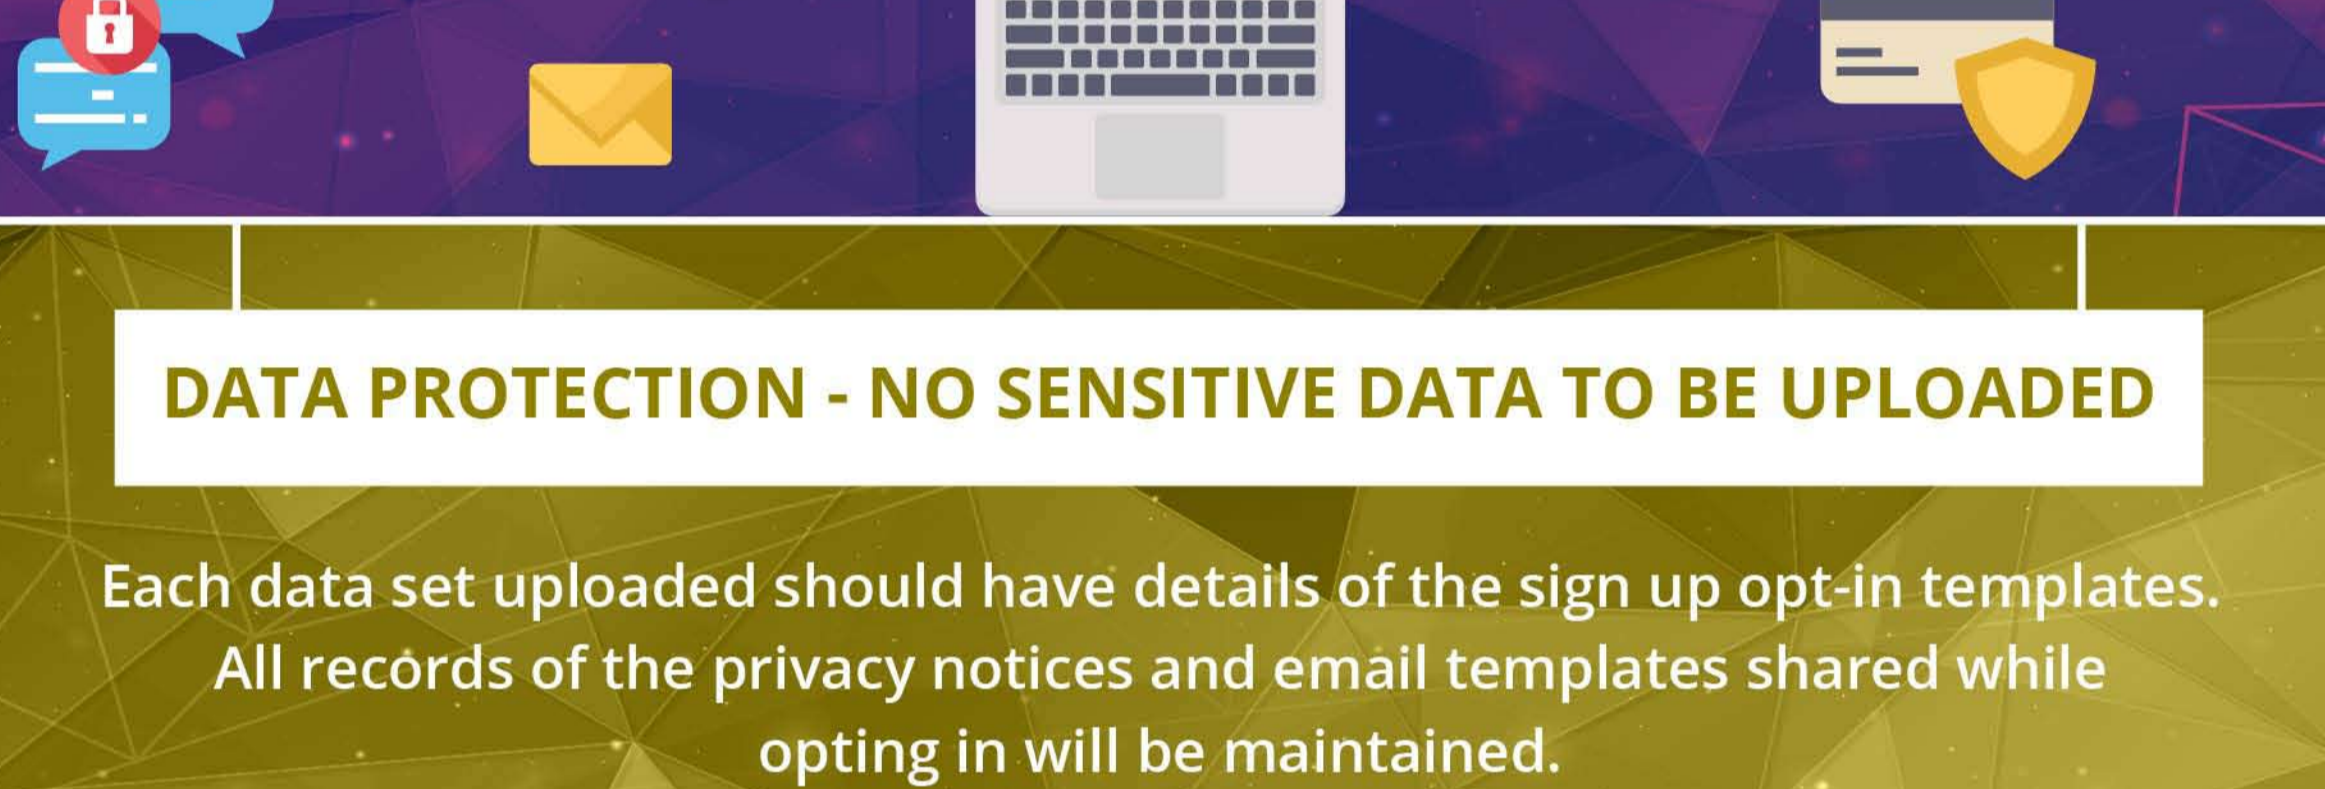 DATA PROTECTION - NO SENSITIVE DATA TO BE UPLOADED
Each data set uploaded should have details of the sign up opt-in templates.
All records of the privacy notices and email templates shared while
opting in will be maintained.